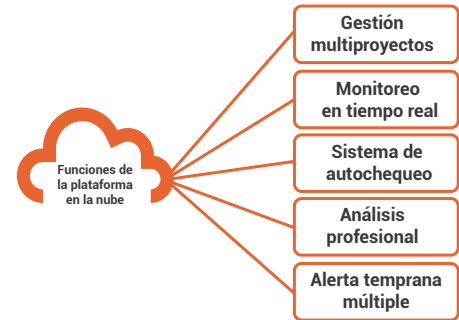 Funciones de
la plataforma
en la nube
Gestión
multiproyectos
Monitoreo
en tiempo real
Sistema de
autochequeo
Análisis
profesional
Alerta temprana
múltiple